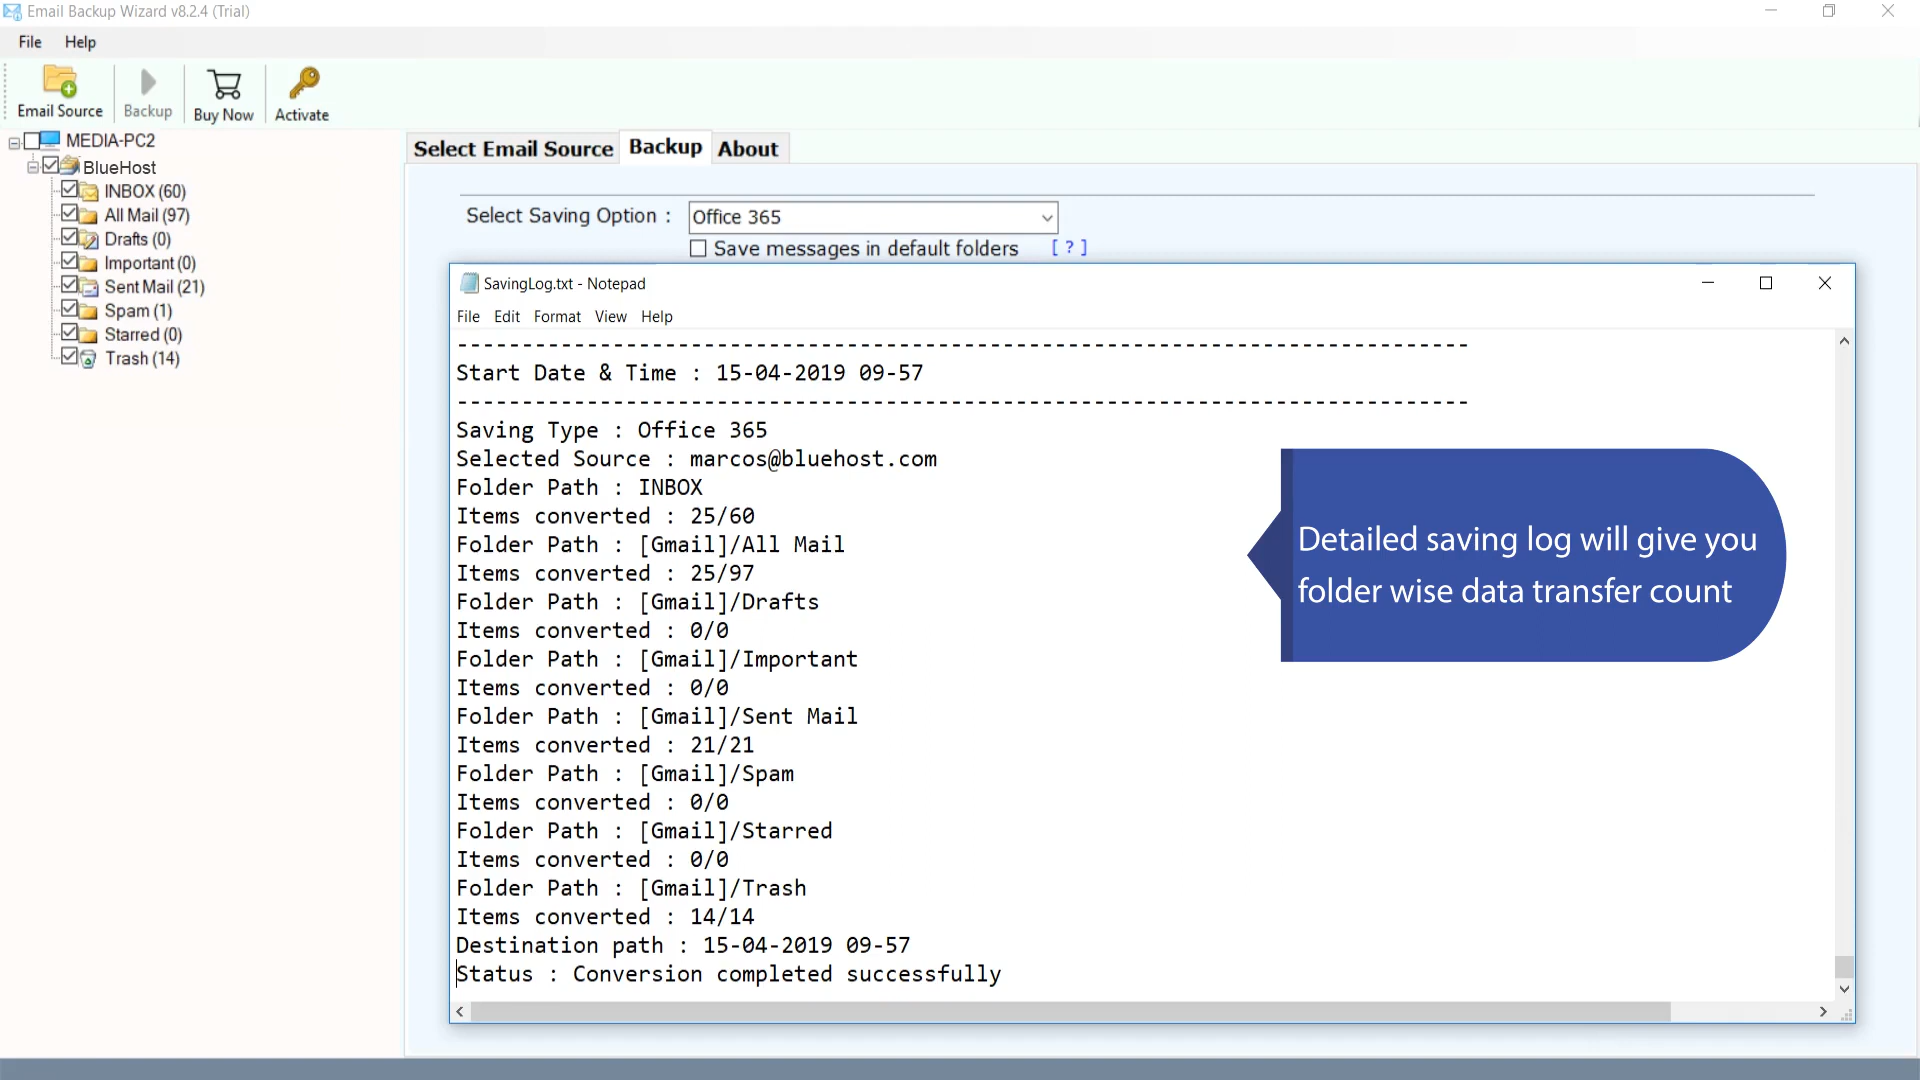 Email Backup Wizard v8.2.4 (Trial)
File Help
Email Source Backup Buy Now Activate
MEDIA-PC2
BlueHost
INBOX (60)
All Mail (97)
Drafts (0)
Important (0)
Sent Mail (21)
Spam (1)
Starred (0)
Trash (14)
Select Email Source Backup About
Select Saving Option : Office 365
Save messages in default folders [ ? ]
SavingLog.txt - Notepad
File Edit Format View Help
------------------------------------------------------------------------------
Start Date & Time : 15-04-2019 09-57
------------------------------------------------------------------------------
Saving Type : Office 365
Selected Source : marcos@bluehost.com
Folder Path : INBOX
Items converted : 25/60
Folder Path : [Gmail]/All Mail
Items converted : 25/97
Folder Path : [Gmail]/Drafts
Items converted : 0/0
Folder Path : [Gmail]/Important
Items converted : 0/0
Folder Path : [Gmail]/Sent Mail
Items converted : 21/21
Folder Path : [Gmail]/Spam
Items converted : 0/0
Folder Path : [Gmail]/Starred
Items converted : 0/0
Folder Path : [Gmail]/Trash
Items converted : 14/14
Destination path : 15-04-2019 09-57
Status : Conversion completed successfully
Detailed saving log will give you
folder wise data transfer count